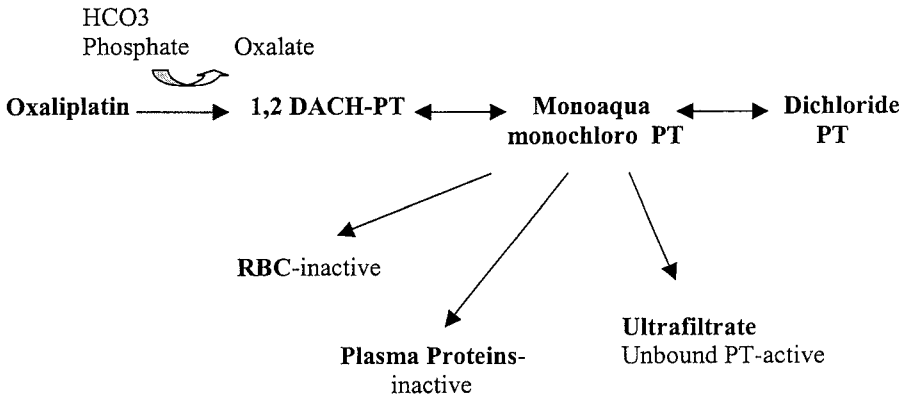 HCO3
Phosphate Oxalate
Oxaliplatin 1,2 DACH-PT Monoaqua Dichloride
monochloro PT PT
RBC-inactive
Ultrafiltrate
Unbound PT-active
Plasma Proteins-
inactive